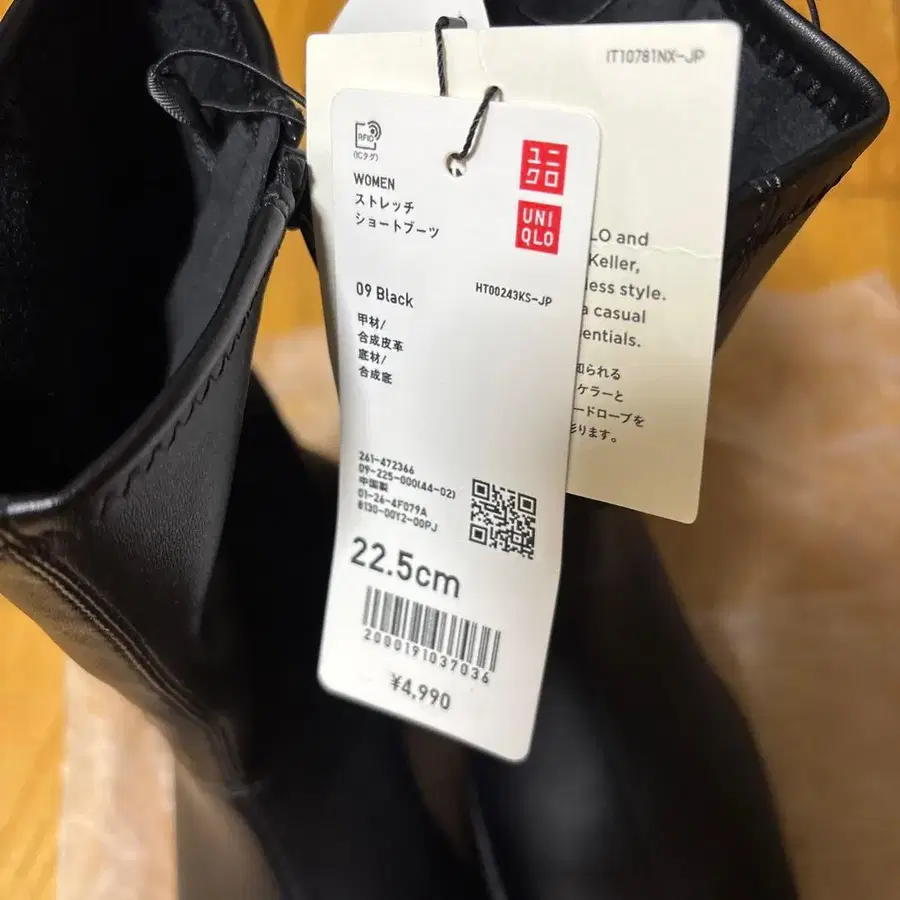 IT10781NX-JP
RFID
(ICタグ)
WOMEN
ストレッチ
ショートブーツ
ユニ
クロ
UNI
QLO
09 Black
HT00243KS-JP
甲材/
合成皮革
底材/
合成底
261-472366
09-225-000(44-02)
中国製
01-26-4F079A
8130-00Y2-00PJ
22.5cm
2000191037036
¥4,990
LO and
Keller,
less style.
a casual
entials.
知られる
ケラーと
ードローブを
ります。